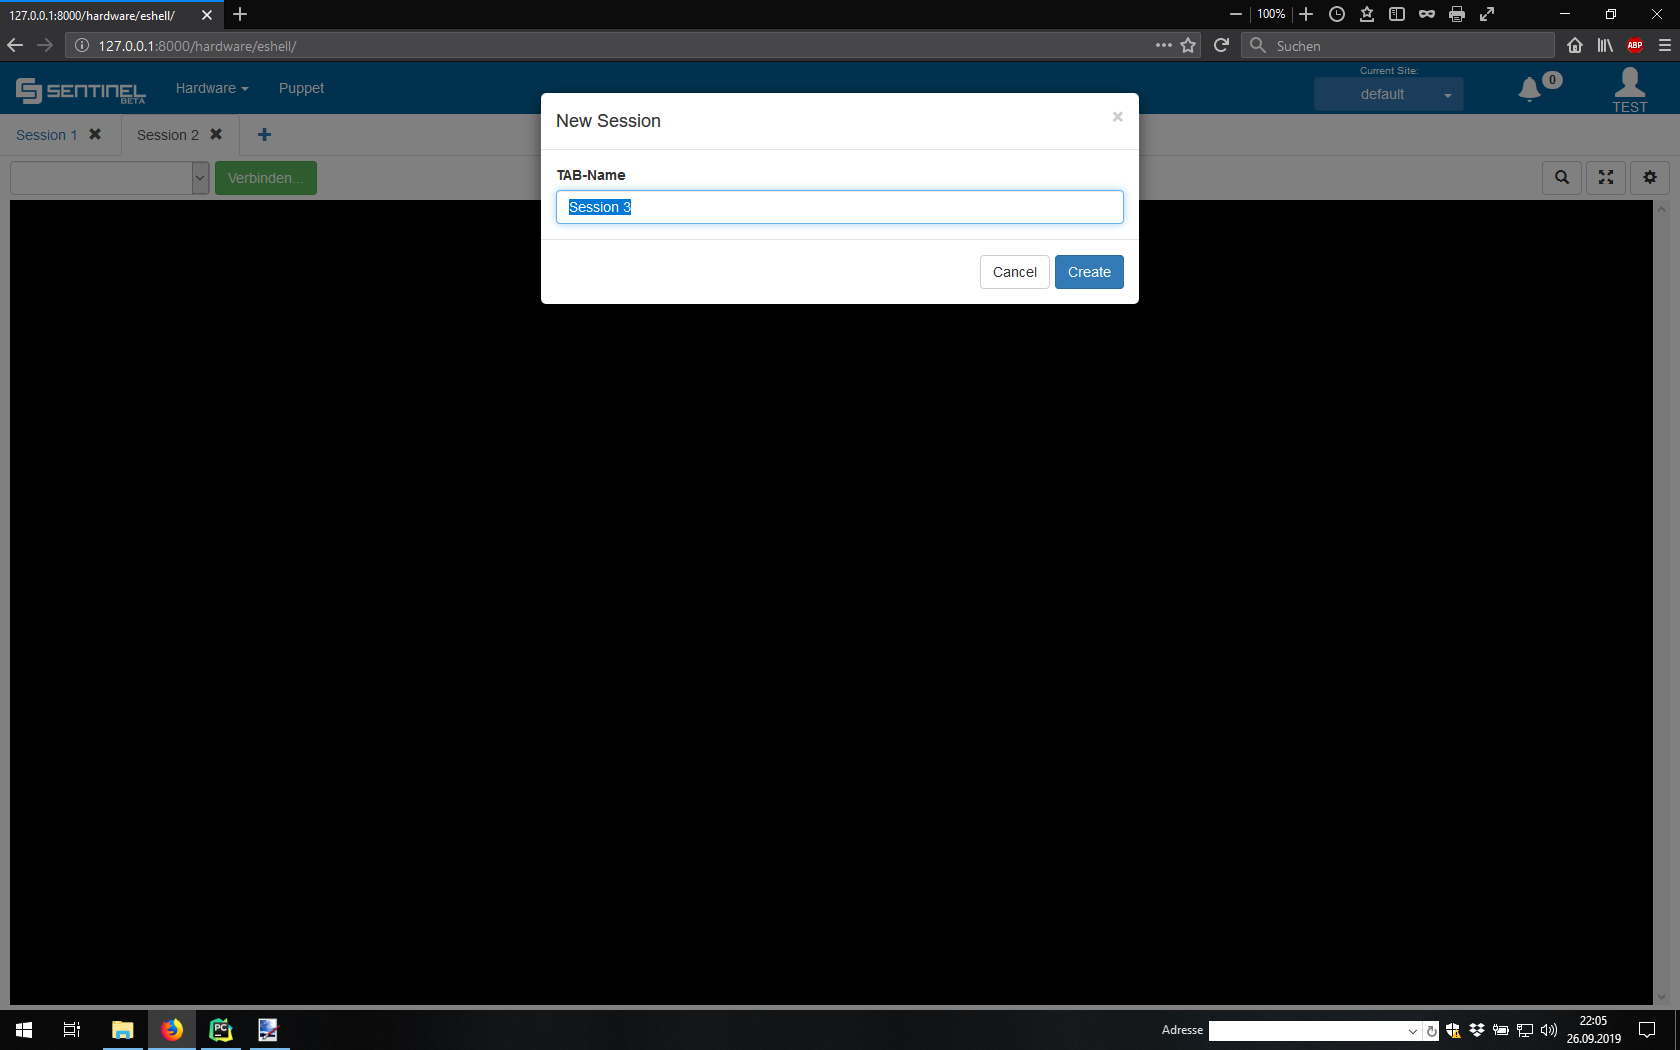 127.0.0.1:8000/hardware/eshell/
100%
127.0.0.1:8000/hardware/eshell/
Suchen
ABP
SENTINEL
BETA
Hardware
Puppet
Current Site:
default
0
TEST
Session 1
Session 2
Verbinden...
New Session
TAB-Name
Session 3
Cancel
Create
PC
Adresse
22:05
26.09.2019